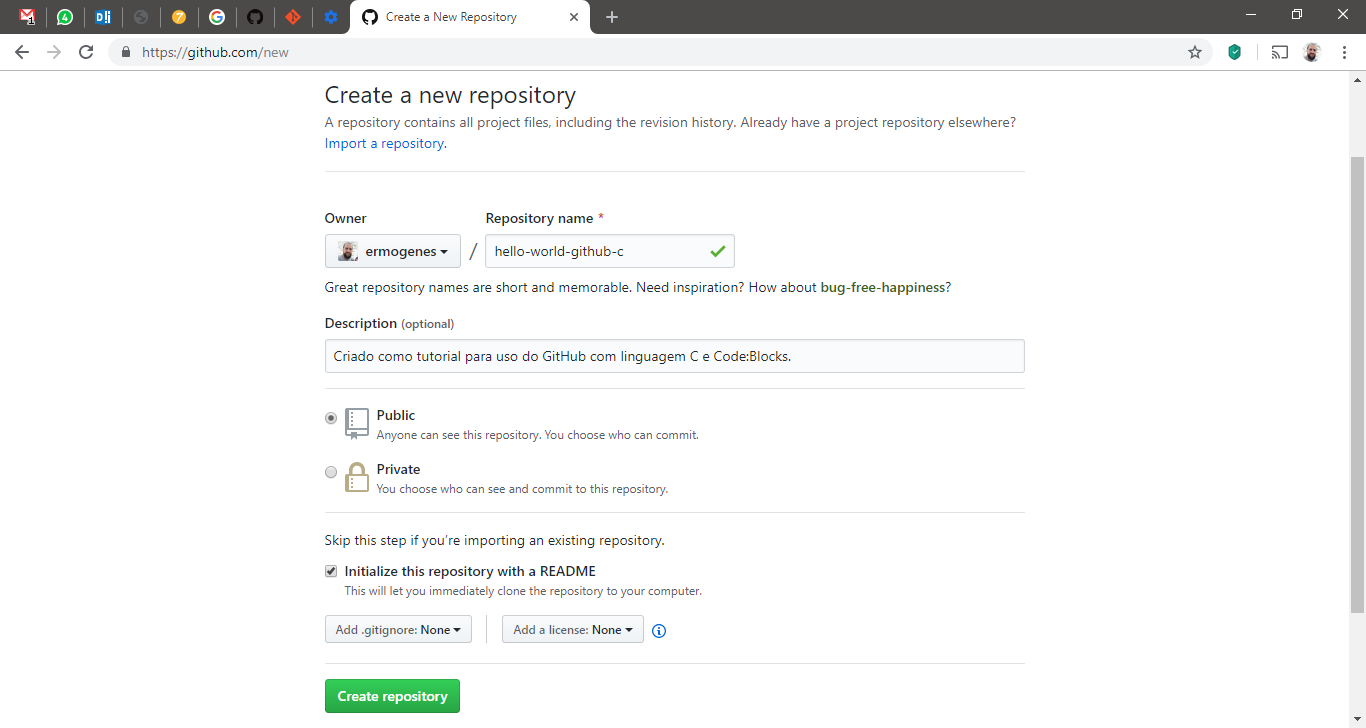 1
4
7
Create a New Repository
https://github.com/new
Create a new repository
A repository contains all project files, including the revision history. Already have a project repository elsewhere?
Import a repository.
Owner
Repository name *
ermogenes
/
hello-world-github-c
Great repository names are short and memorable. Need inspiration? How about bug-free-happiness?
Description (optional)
Criado como tutorial para uso do GitHub com linguagem C e Code:Blocks.
Public
Anyone can see this repository. You choose who can commit.
Private
You choose who can see and commit to this repository.
Skip this step if you're importing an existing repository.
Initialize this repository with a README
This will let you immediately clone the repository to your computer.
Add .gitignore: None
Add a license: None
Create repository